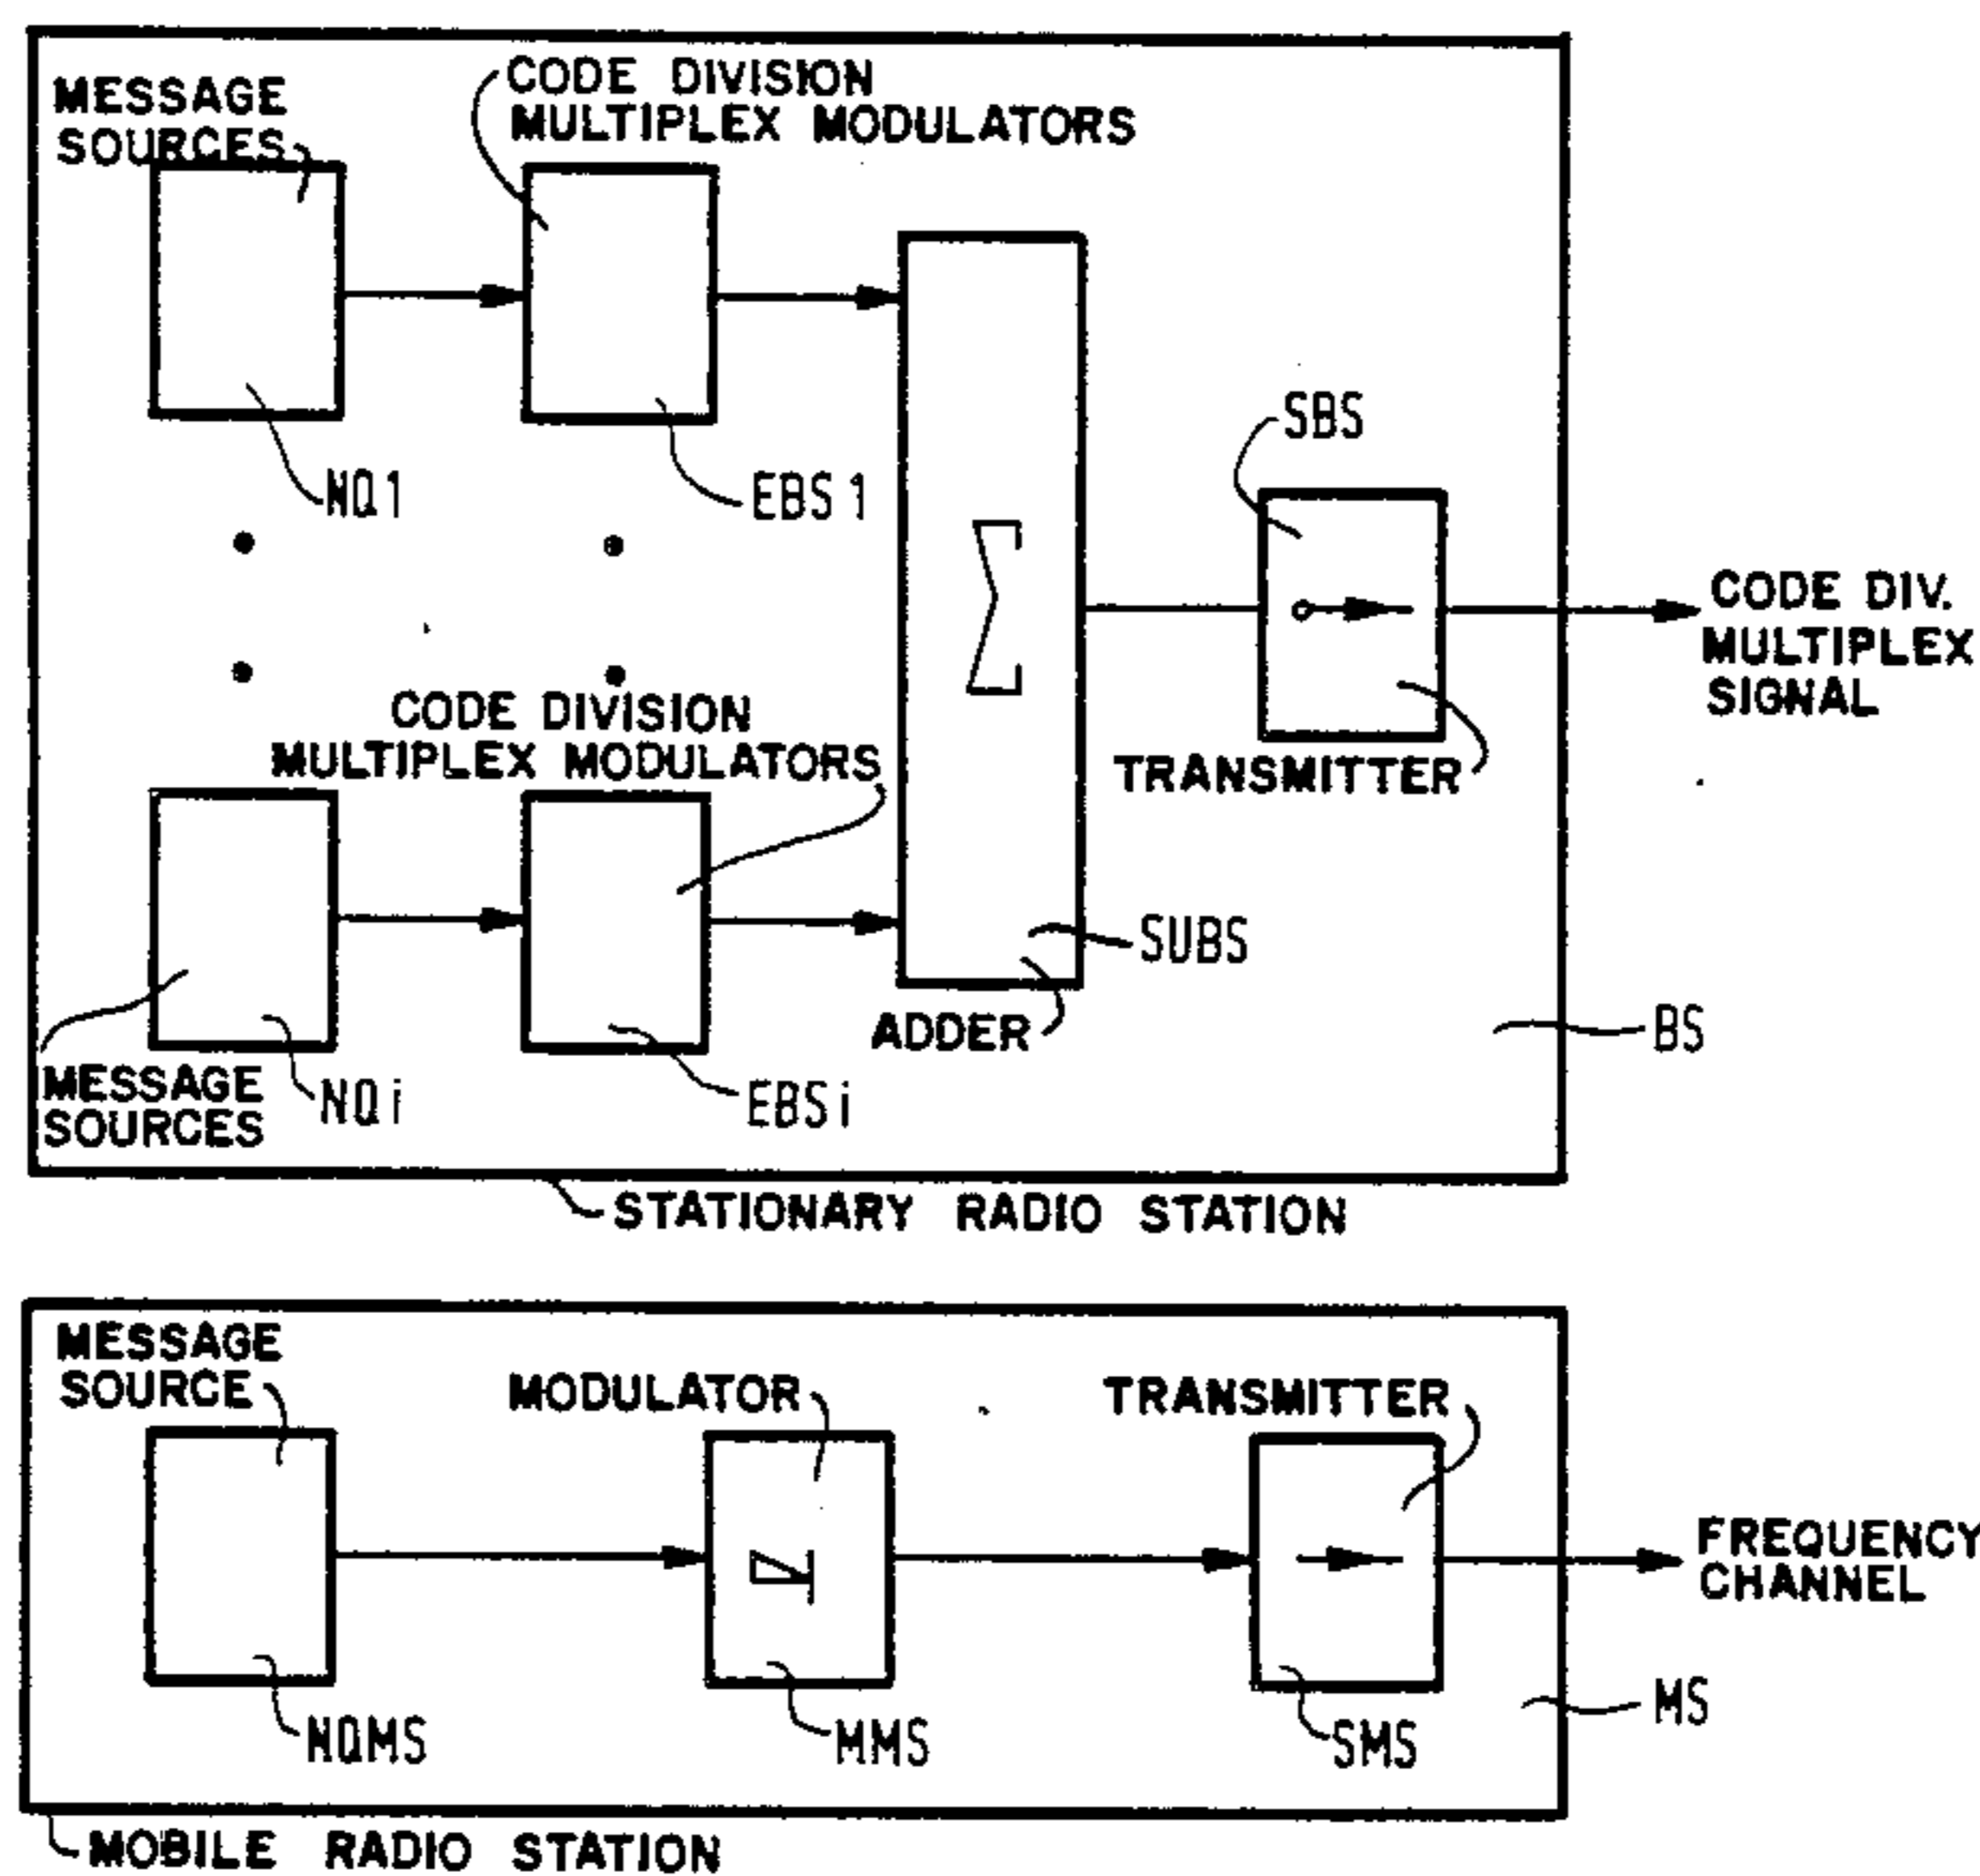 MESSAGE
SOURCES
CODE DIVISION
MULTIPLEX MODULATORS
NQ1
EBS1
SBS
CODE DIV.
MULTIPLEX
SIGNAL
CODE DIVISION
MULTIPLEX MODULATORS
TRANSMITTER
SUBS
ADDER
BS
MESSAGE
SOURCES
NQi
EBSi
STATIONARY RADIO STATION
MESSAGE
SOURCE
MODULATOR
TRANSMITTER
FREQUENCY
CHANNEL
NQMS
MMS
SMS
MS
MOBILE RADIO STATION